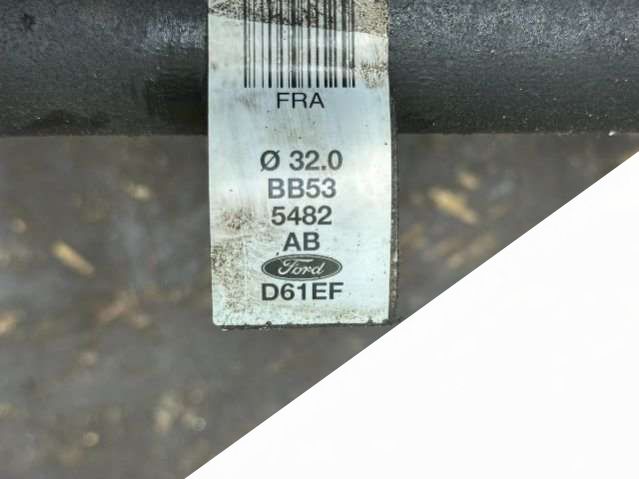 FRA
Ø 32.0
BB53
5482
AB
Ford
D61EF